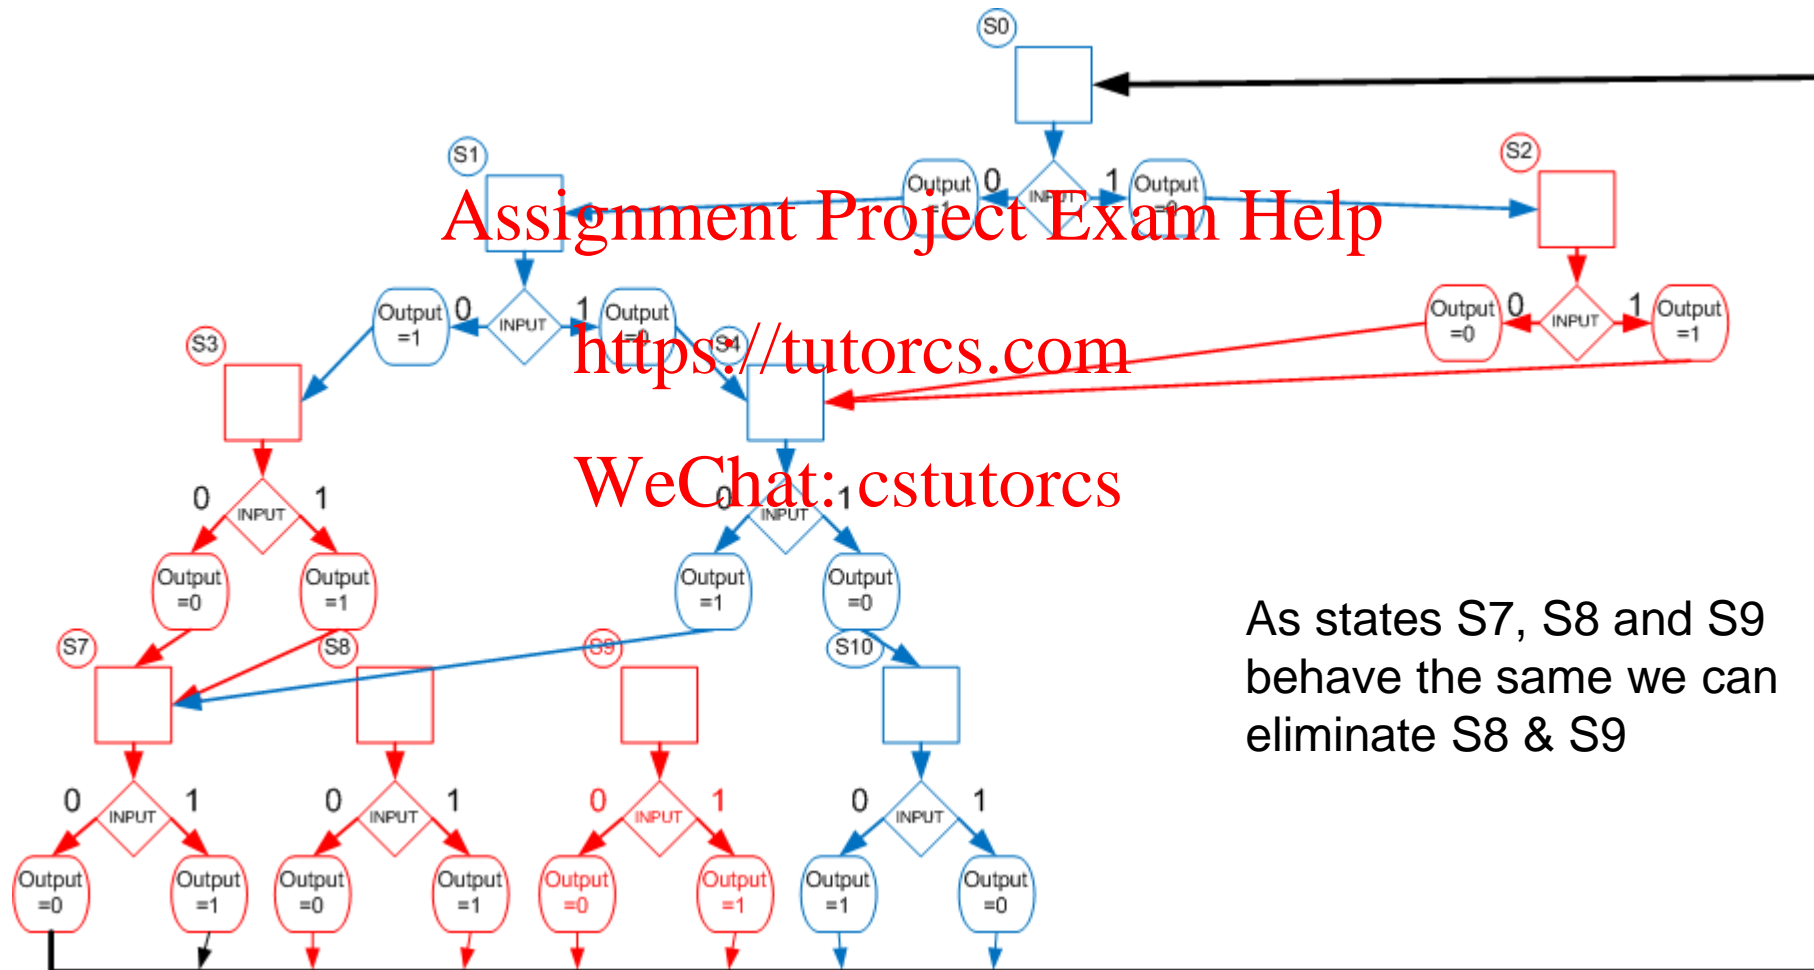 S0
S1
S2
Output
=1
0
INPUT
1
Output
=0
Assignment Project Exam Help
Output
=1
0
INPUT
1
Output
=0
Output
=0
0
INPUT
1
Output
=1
S3
S4
https://tutorcs.com
WeChat: cstutorcs
0
INPUT
1
0
INPUT
1
Output
=0
Output
=1
Output
=1
Output
=0
As states S7, S8 and S9
behave the same we can
eliminate S8 & S9
S7
S8
S9
S10
0
INPUT
1
0
INPUT
1
0
INPUT
1
0
INPUT
1
Output
=0
Output
=1
Output
=0
Output
=1
Output
=0
Output
=1
Output
=1
Output
=0